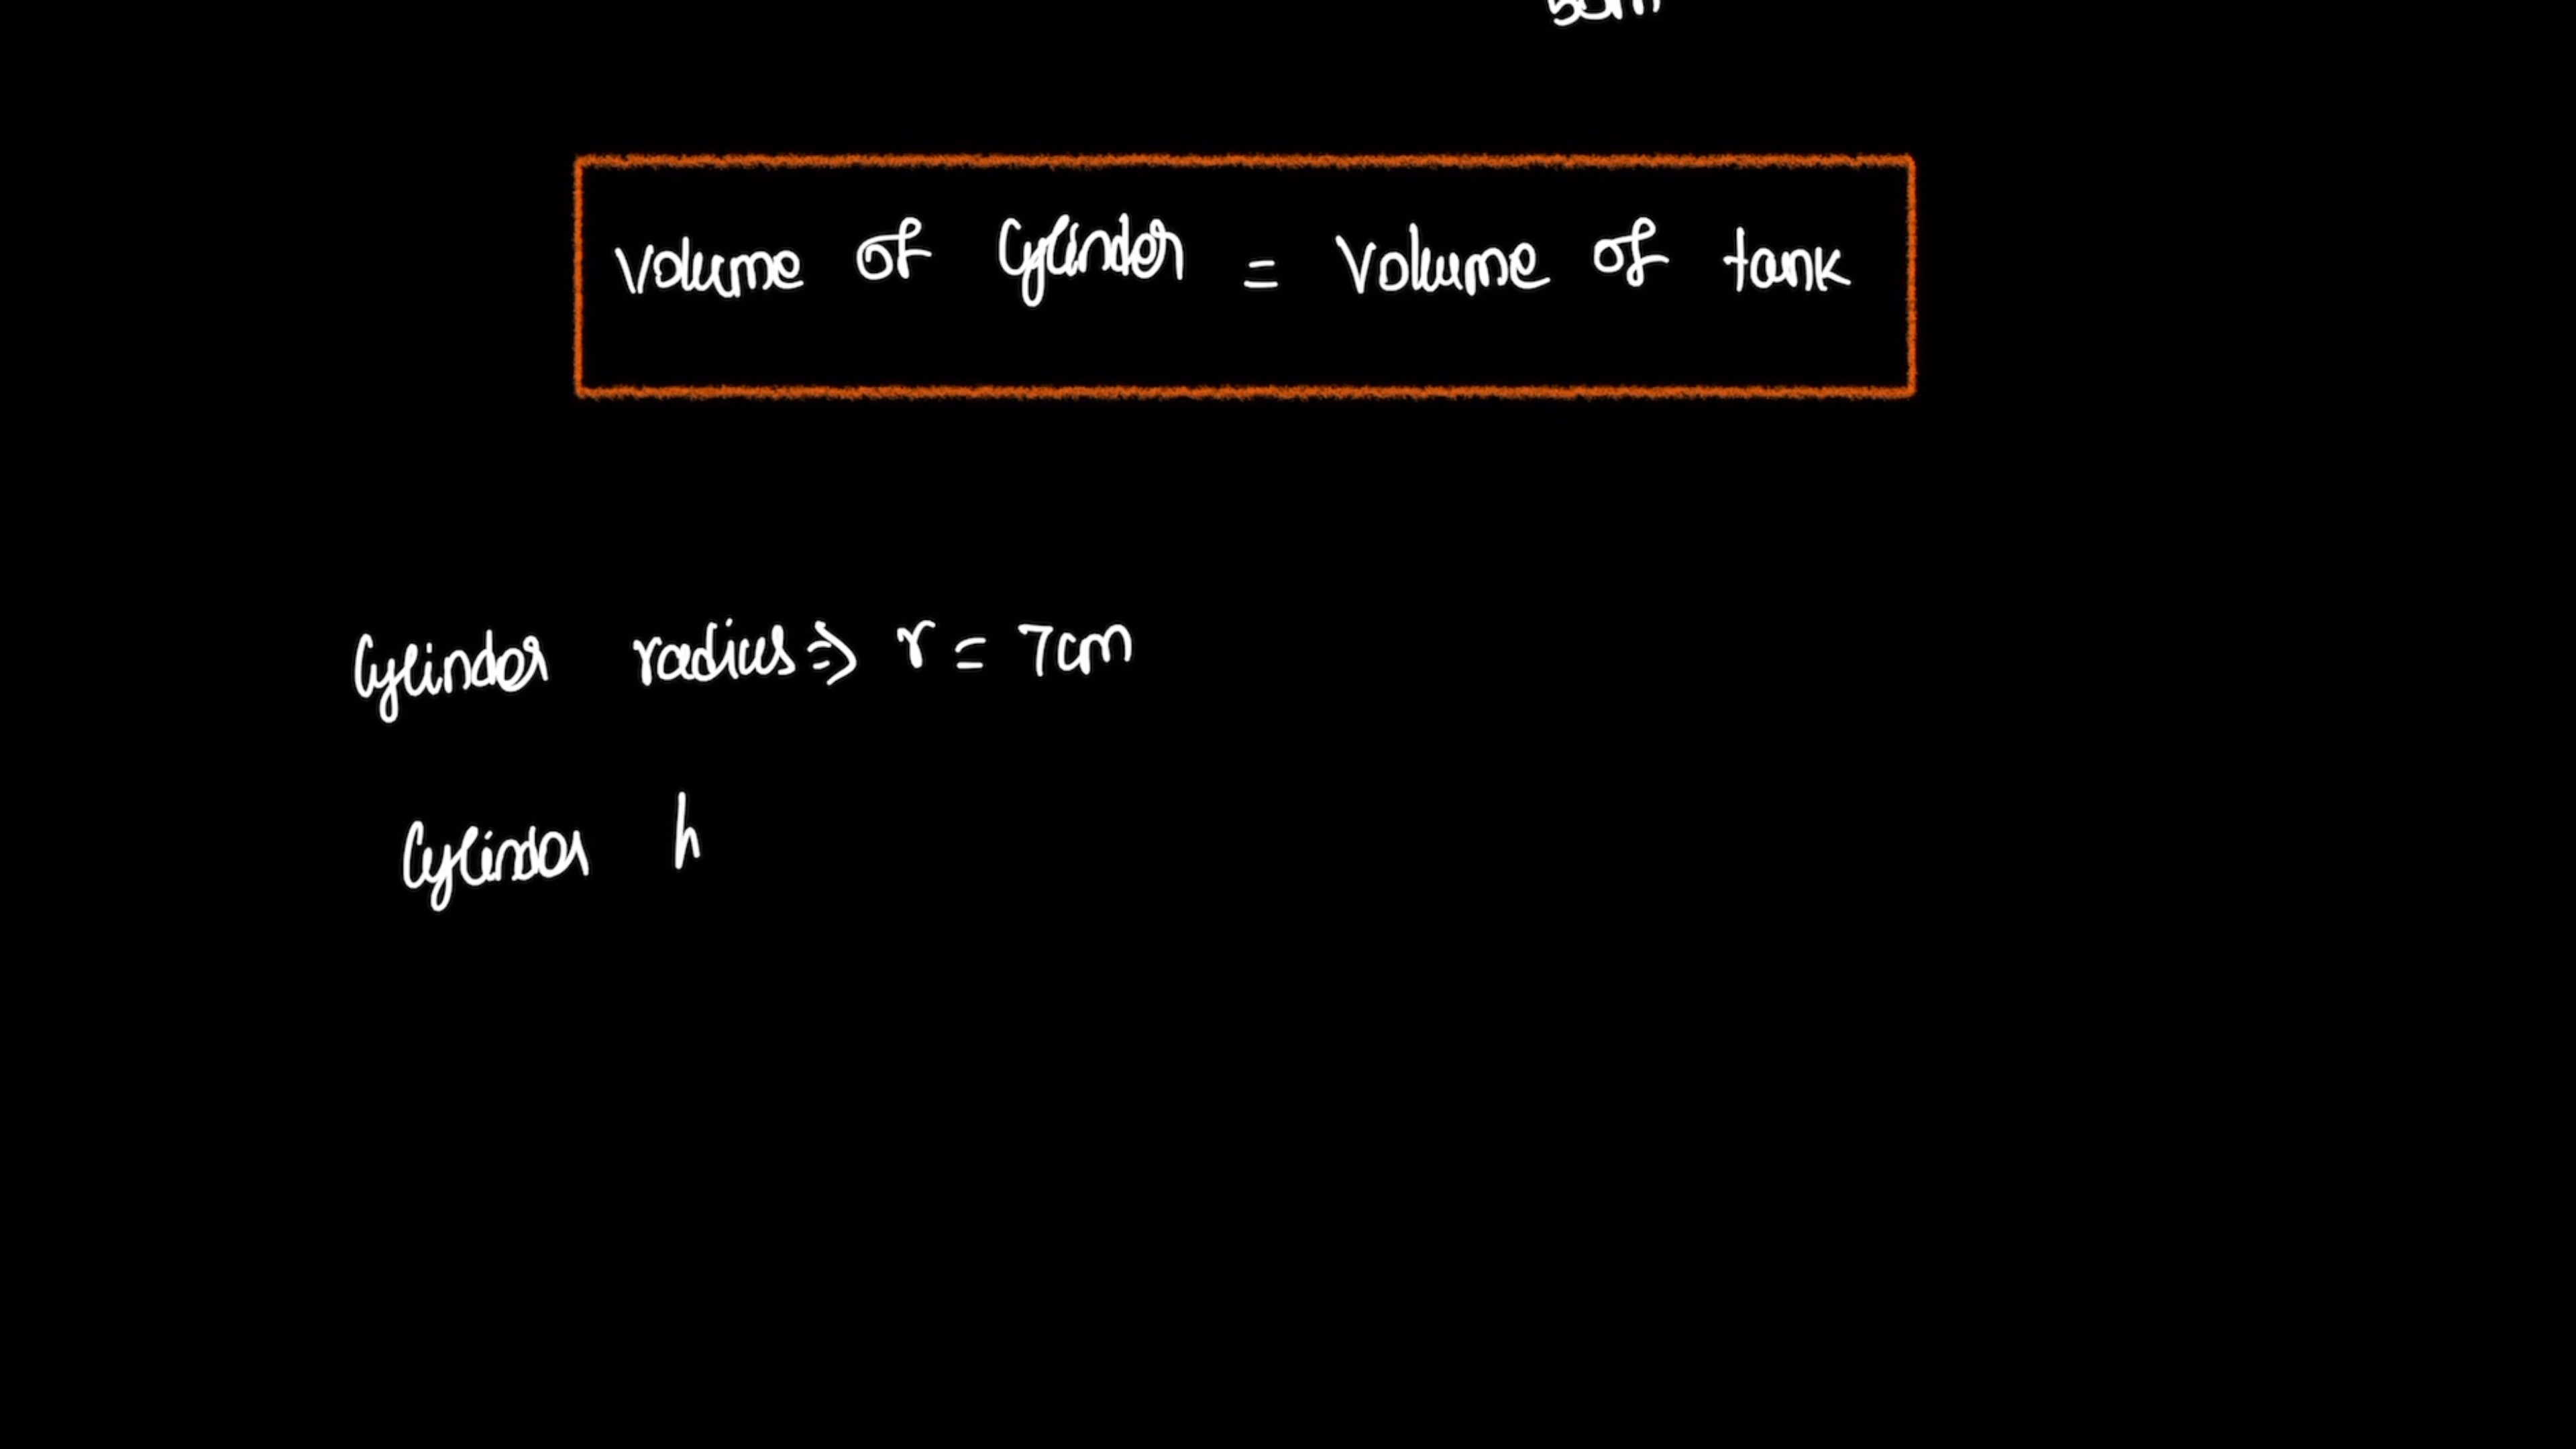 Volume of Cylinder = Volume of tank
Cylinder radius ⇒ r = 7cm
Cylinder h